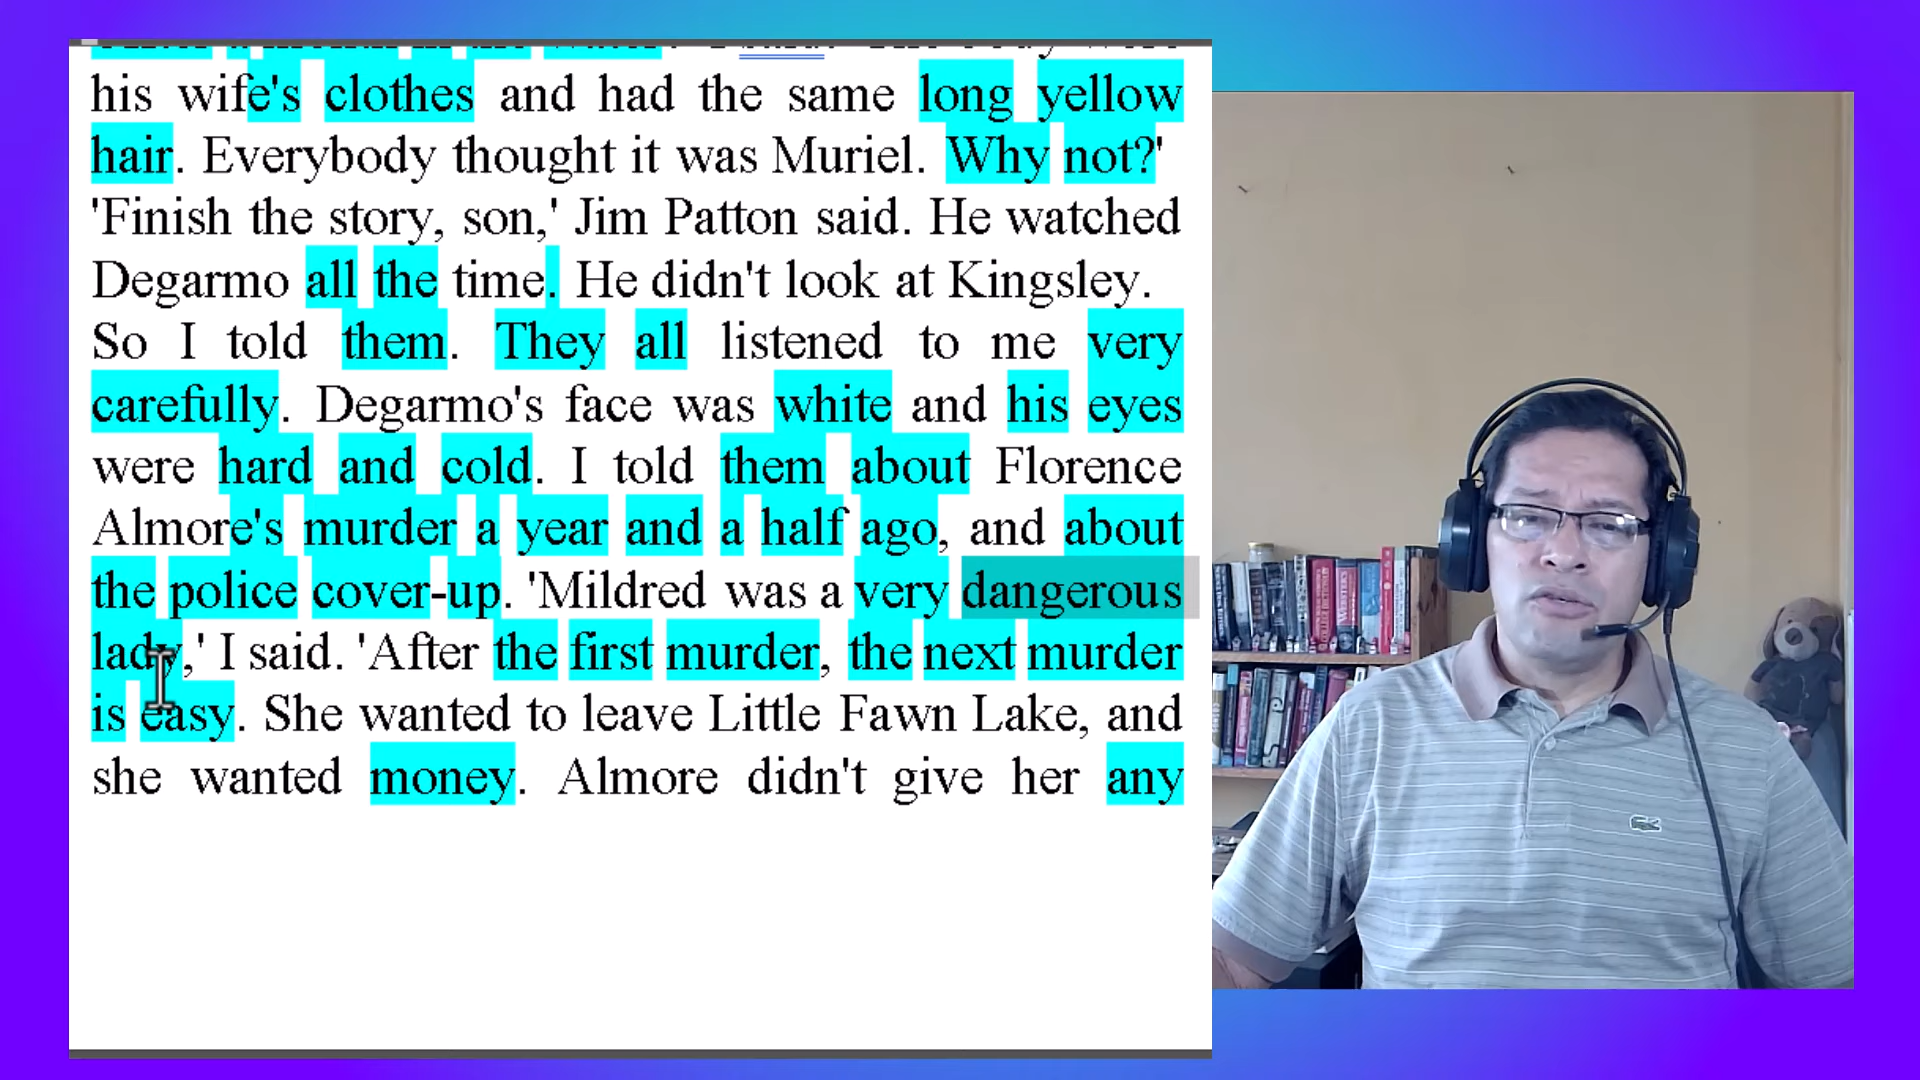 his wife's clothes and had the same long yellow
hair. Everybody thought it was Muriel. Why not?'
'Finish the story, son,' Jim Patton said. He watched
Degarmo all the time. He didn't look at Kingsley.
So I told them. They all listened to me very
carefully. Degarmo's face was white and his eyes
were hard and cold. I told them about Florence
Almore's murder a year and a half ago, and about
the police cover-up. 'Mildred was a very dangerous
lady,' I said. 'After the first murder, the next murder
is easy. She wanted to leave Little Fawn Lake, and
she wanted money. Almore didn't give her any